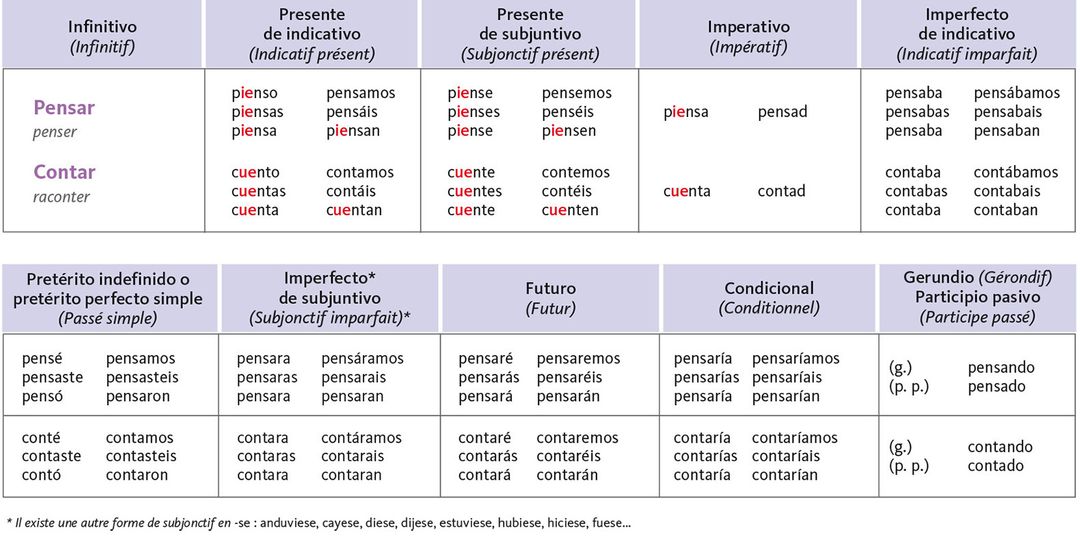 Infinitivo
(Infinitif)
Presente
de indicativo
(Indicatif présent)
Presente
de subjuntivo
(Subjonctif présent)
Imperativo
(Impératif)
Imperfecto
de indicativo
(Indicatif imparfait)
Pensar
penser
pienso pensamos
piensas pensáis
piensa piensan
piense pensemos
pienses penséis
piense piensen
piensa pensad
pensaba pensábamos
pensabas pensabais
pensaba pensaban
Contar
raconter
cuento contamos
cuentas contáis
cuenta cuentan
cuente contemos
cuentes contéis
cuente cuenten
cuenta contad
contaba contábamos
contabas contabais
contaba contaban
Pretérito indefinido o
pretérito perfecto simple
(Passé simple)
Imperfecto*
de subjuntivo
(Subjonctif imparfait)*
Futuro
(Futur)
Condicional
(Conditionnel)
Gerundio (Gérondif)
Participio pasivo
(Participe passé)
pensé pensamos
pensaste pensasteis
pensó pensaron
pensara pensáramos
pensaras pensarais
pensara pensaran
pensaré pensaremos
pensarás pensaréis
pensará pensarán
pensaría pensaríamos
pensarías pensaríais
pensaría pensarían
(g.) pensando
(p. p.) pensado
conté contamos
contaste contasteis
contó contaron
contara contáramos
contaras contarais
contara contaran
contaré contaremos
contarás contaréis
contará contarán
contaría contaríamos
contarías contaríais
contaría contarían
(g.) contando
(p. p.) contado
* Il existe une autre forme de subjonctif en -se : anduviese, cayese, diese, dijese, estuviese, hubiese, hiciese, fuese...